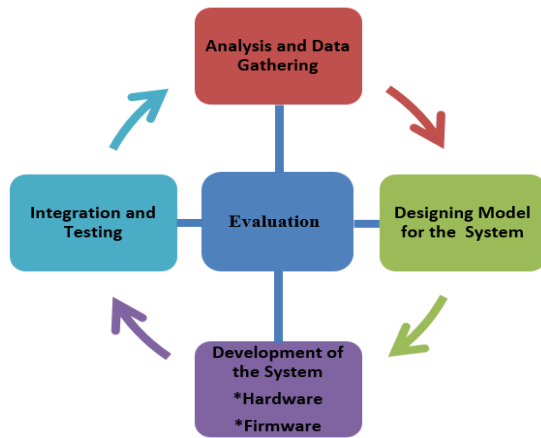 Analysis and Data
Gathering
Integration and
Testing
Evaluation
Designing Model
for the System
Development of
the System
*Hardware
*Firmware